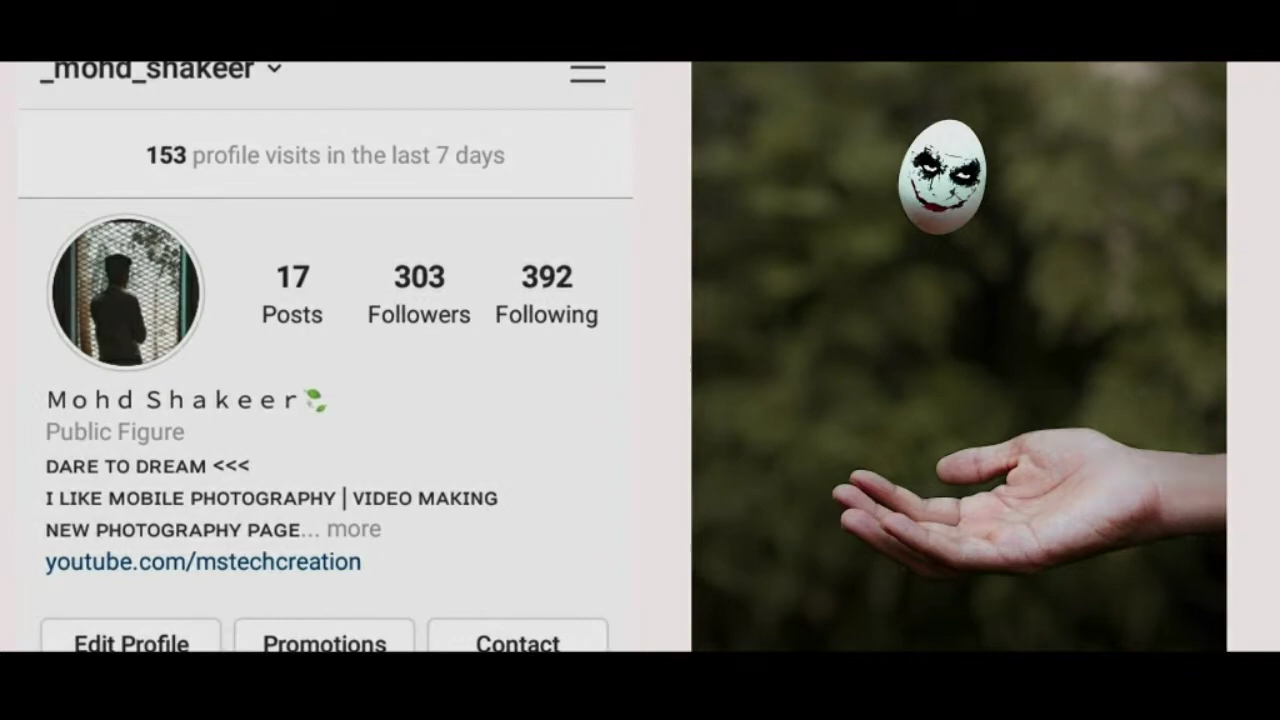 _mohd_shakeer
153 profile visits in the last 7 days
17 303 392
Posts Followers Following
Mohd Shakeer
Public Figure
DARE TO DREAM <<<
I LIKE MOBILE PHOTOGRAPHY | VIDEO MAKING
NEW PHOTOGRAPHY PAGE... more
youtube.com/mstechcreation
Edit Profile Promotions Contact